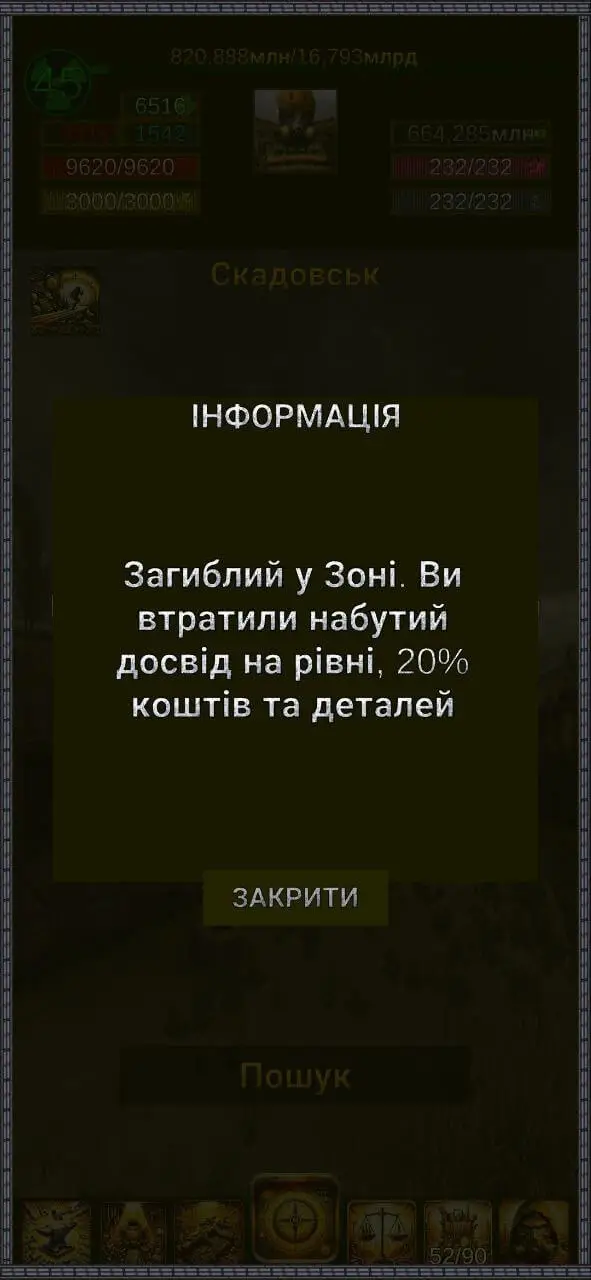 820,888млн/16,793млрд
45
6516
1542
664,285млн
9620/9620
232/232
3000/3000
232/232
Скадовськ
ІНФОРМАЦІЯ
Загиблий у Зоні. Ви
втратили набутий
досвід на рівні, 20%
коштів та деталей
ЗАКРИТИ
Пошук
52/90